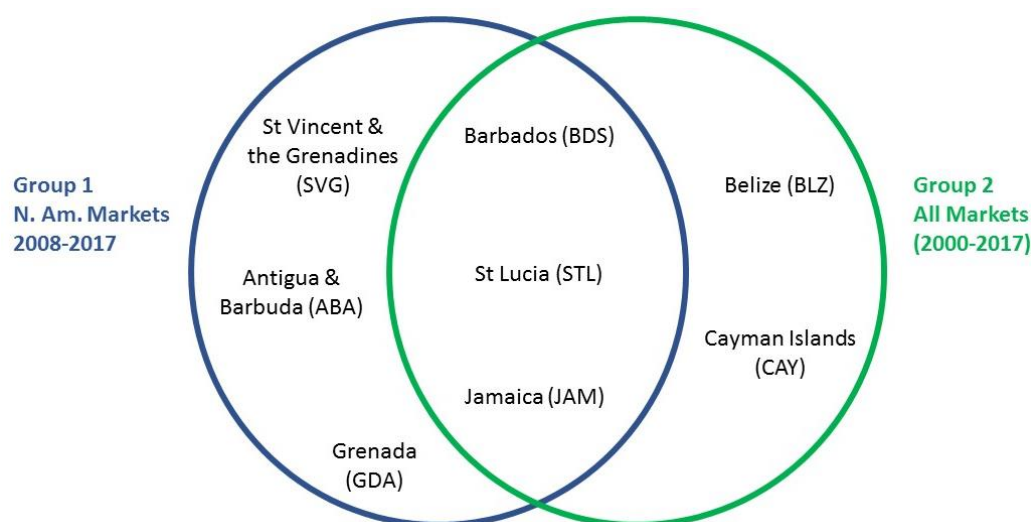 Group 1
N. Am. Markets
2008-2017
St Vincent &
the Grenadines
(SVG)
Antigua &
Barbuda (ABA)
Grenada
(GDA)
Barbados (BDS)
St Lucia (STL)
Jamaica (JAM)
Belize (BLZ)
Cayman Islands
(CAY)
Group 2
All Markets
(2000-2017)